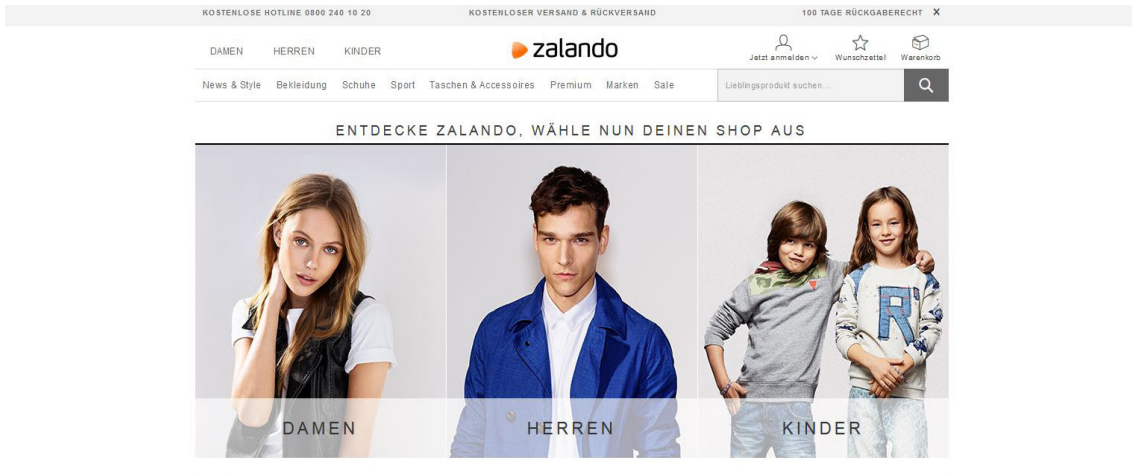 KOSTENLOSE HOTLINE 0800 240 10 20 KOSTENLOSER VERSAND & RÜCKVERSAND 100 TAGE RÜCKGABERECHT X
DAMEN HERREN KINDER zalando Jetzt anmelden Wunschzettel Warenkorb
News & Style Bekleidung Schuhe Sport Taschen & Accessoires Premium Marken Sale Lieblingsprodukt suchen...
ENTDECKE ZALANDO, WÄHLE NUN DEINEN SHOP AUS
R
DAMEN HERREN KINDER